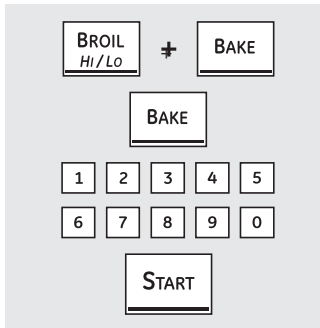 BROIL + BAKE
HI/LO
BAKE
1 2 3 4 5
6 7 8 9 0
START